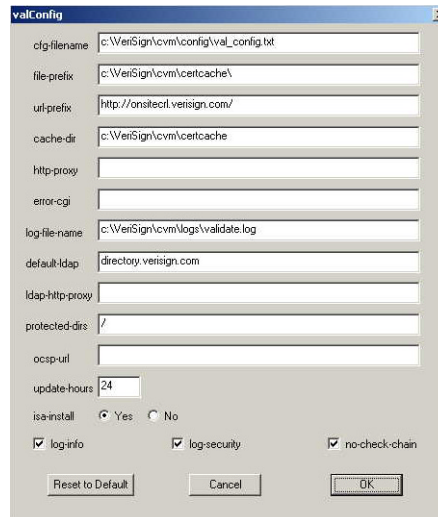 valConfig
cfg-filename c:\VeriSign\cvm\config\val_config.txt
file-prefix c:\VeriSign\cvm\certcache\
url-prefix http://onsitecrl.verisign.com/
cache-dir c:\VeriSign\cvm\certcache
http-proxy
error-cgi
log-file-name c:\VeriSign\cvm\logs\validate.log
default-ldap directory.verisign.com
ldap-http-proxy
protected-dirs /
ocsp-url
update-hours 24
isa-install Yes No
log-info log-security no-check-chain
Reset to Default Cancel OK